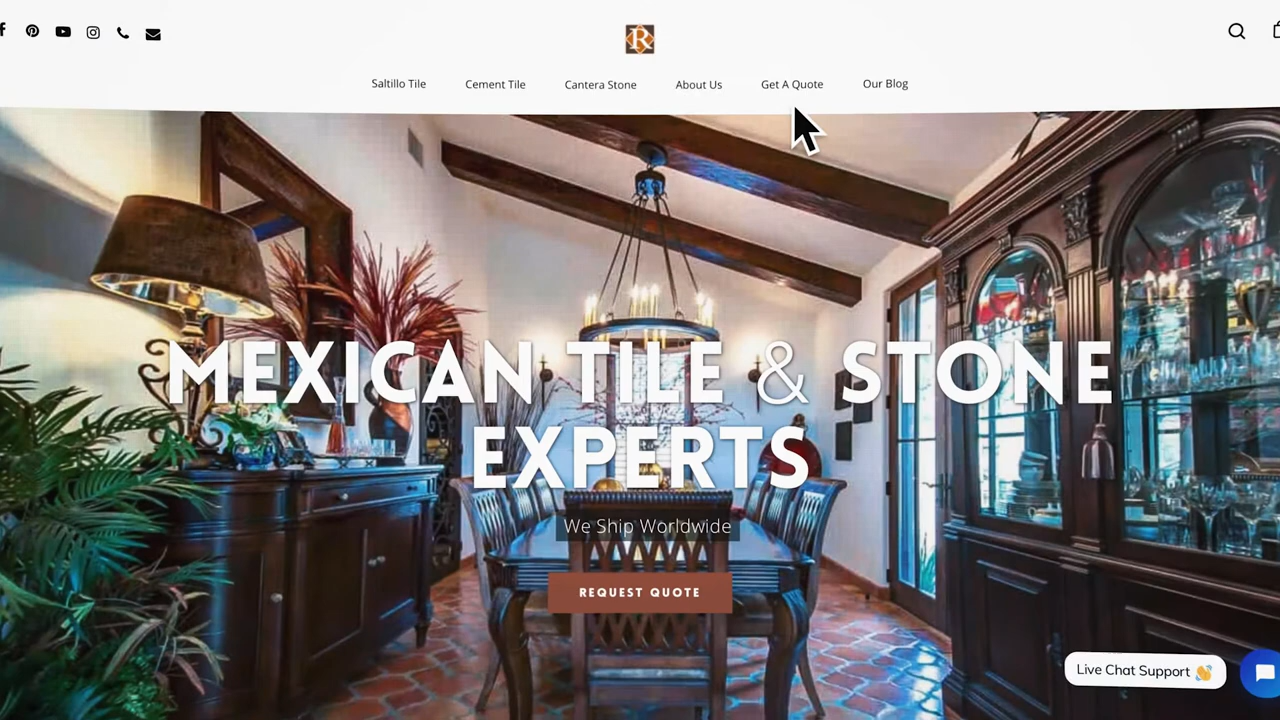 R
Saltillo Tile Cement Tile Cantera Stone About Us Get A Quote Our Blog
MEXICAN TILE & STONE
EXPERTS
We Ship Worldwide
REQUEST QUOTE
Live Chat Support 👋